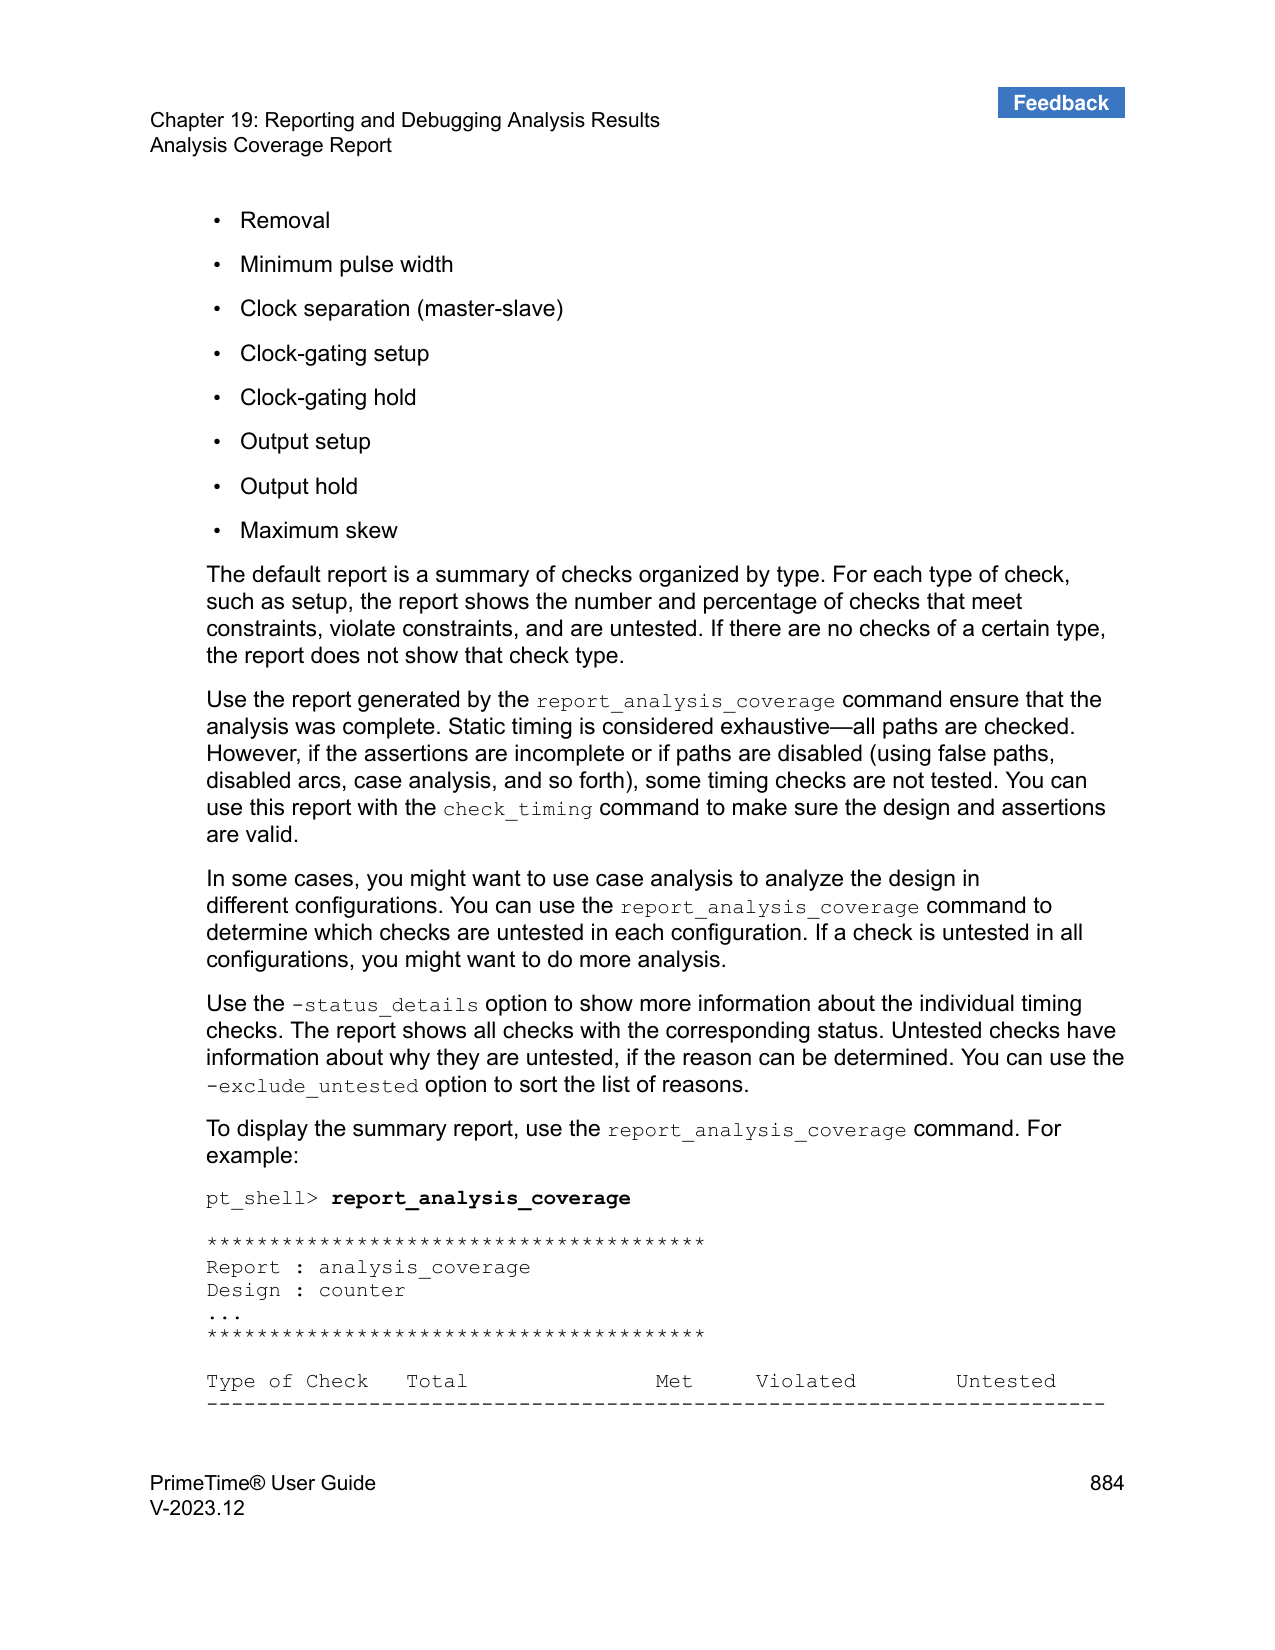 Feedback
Chapter 19: Reporting and Debugging Analysis Results
Analysis Coverage Report
• Removal
• Minimum pulse width
• Clock separation (master-slave)
• Clock-gating setup
• Clock-gating hold
• Output setup
• Output hold
• Maximum skew
The default report is a summary of checks organized by type. For each type of check,
such as setup, the report shows the number and percentage of checks that meet
constraints, violate constraints, and are untested. If there are no checks of a certain type,
the report does not show that check type.
Use the report generated by the report_analysis_coverage command ensure that the
analysis was complete. Static timing is considered exhaustive—all paths are checked.
However, if the assertions are incomplete or if paths are disabled (using false paths,
disabled arcs, case analysis, and so forth), some timing checks are not tested. You can
use this report with the check_timing command to make sure the design and assertions
are valid.
In some cases, you might want to use case analysis to analyze the design in
different configurations. You can use the report_analysis_coverage command to
determine which checks are untested in each configuration. If a check is untested in all
configurations, you might want to do more analysis.
Use the -status_details option to show more information about the individual timing
checks. The report shows all checks with the corresponding status. Untested checks have
information about why they are untested, if the reason can be determined. You can use the
-exclude_untested option to sort the list of reasons.
To display the summary report, use the report_analysis_coverage command. For
example:
pt_shell> report_analysis_coverage
****************************************
Report : analysis_coverage
Design : counter
...
****************************************
Type of Check   Total               Met     Violated        Untested
------------------------------------------------------------------------
PrimeTime® User Guide 884
V-2023.12